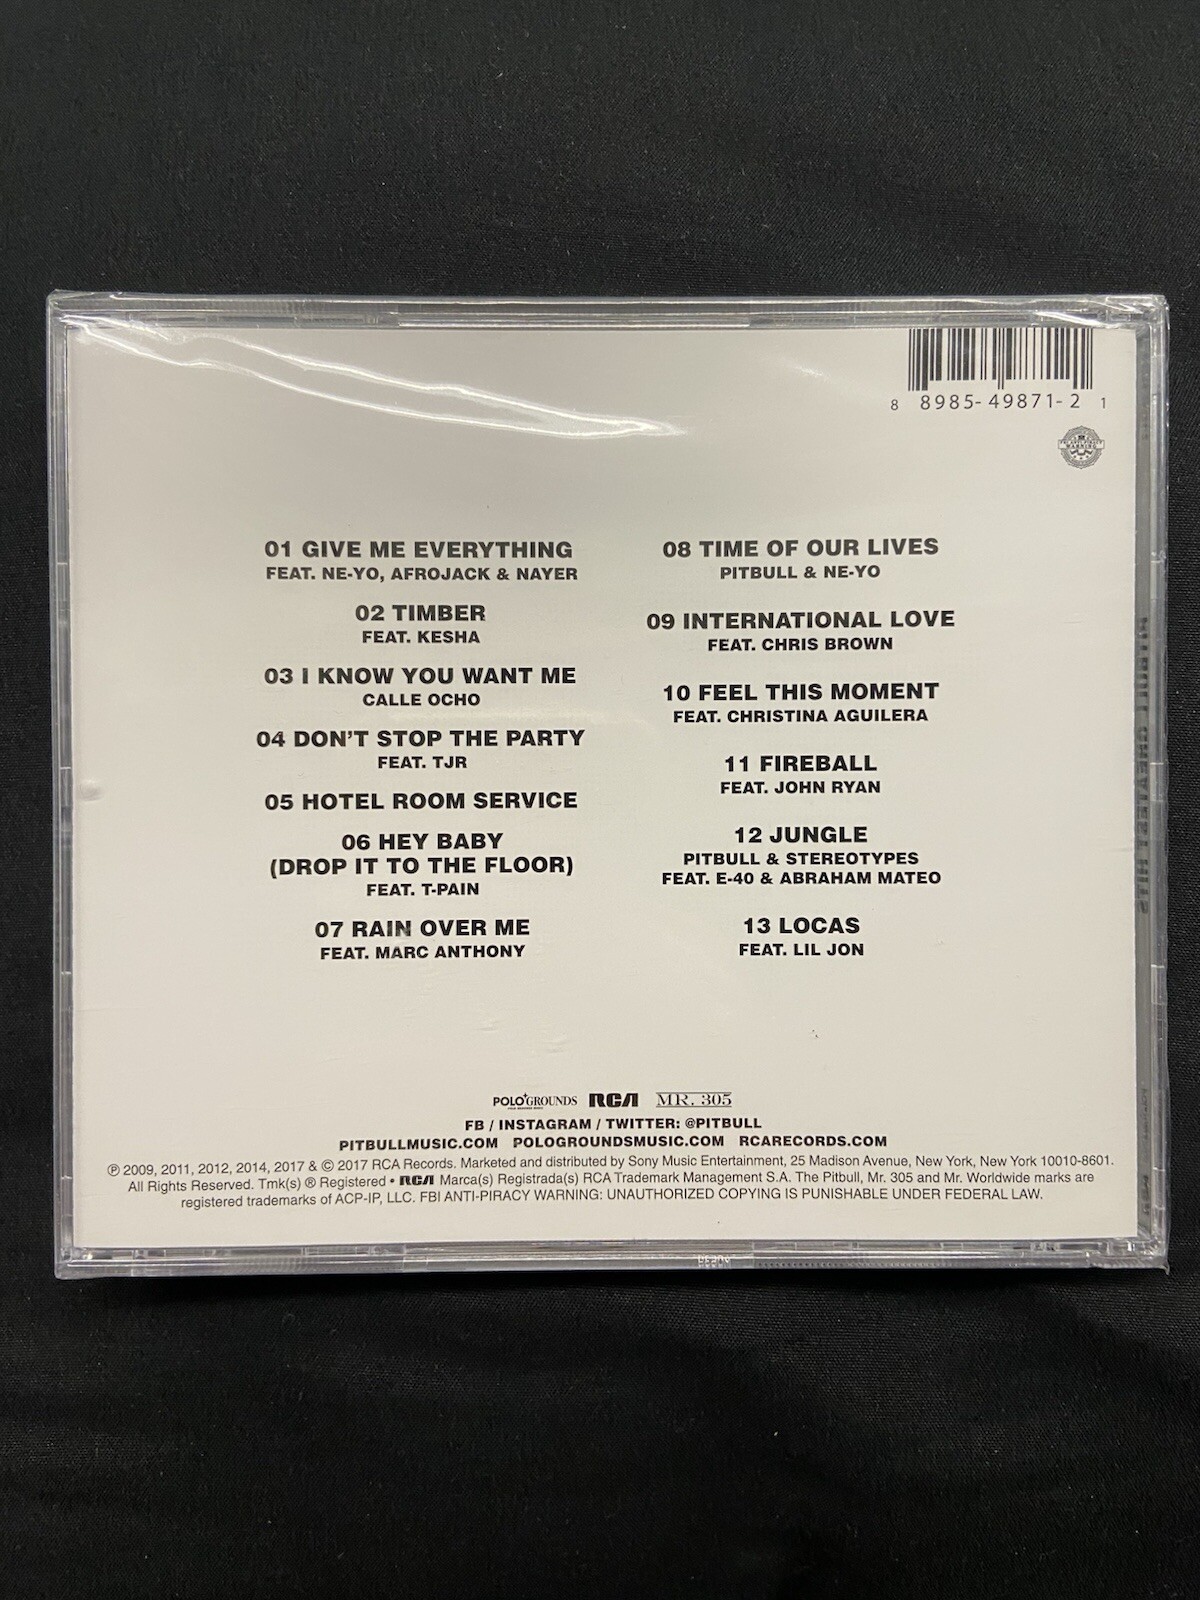 8 8985-49871-2 1
FBI ANTI-PIRACY
WARNING
01 GIVE ME EVERYTHING
FEAT. NE-YO, AFROJACK & NAYER
02 TIMBER
FEAT. KESHA
03 I KNOW YOU WANT ME
CALLE OCHO
04 DON'T STOP THE PARTY
FEAT. TJR
05 HOTEL ROOM SERVICE
06 HEY BABY
(DROP IT TO THE FLOOR)
FEAT. T-PAIN
07 RAIN OVER ME
FEAT. MARC ANTHONY
08 TIME OF OUR LIVES
PITBULL & NE-YO
09 INTERNATIONAL LOVE
FEAT. CHRIS BROWN
10 FEEL THIS MOMENT
FEAT. CHRISTINA AGUILERA
11 FIREBALL
FEAT. JOHN RYAN
12 JUNGLE
PITBULL & STEREOTYPES
FEAT. E-40 & ABRAHAM MATEO
13 LOCAS
FEAT. LIL JON
POLO GROUNDS RCA MR. 305
FB / INSTAGRAM / TWITTER: @PITBULL
PITBULLMUSIC.COM POLOGROUNDSMUSIC.COM RCARECORDS.COM
℗ 2009, 2011, 2012, 2014, 2017 & © 2017 RCA Records. Marketed and distributed by Sony Music Entertainment, 25 Madison Avenue, New York, New York 10010-8601.
All Rights Reserved. Tmk(s) ® Registered • RCA Marca(s) Registrada(s) RCA Trademark Management S.A. The Pitbull, Mr. 305 and Mr. Worldwide marks are
registered trademarks of ACP-IP, LLC. FBI ANTI-PIRACY WARNING: UNAUTHORIZED COPYING IS PUNISHABLE UNDER FEDERAL LAW.
PITBULL GREATEST HITS